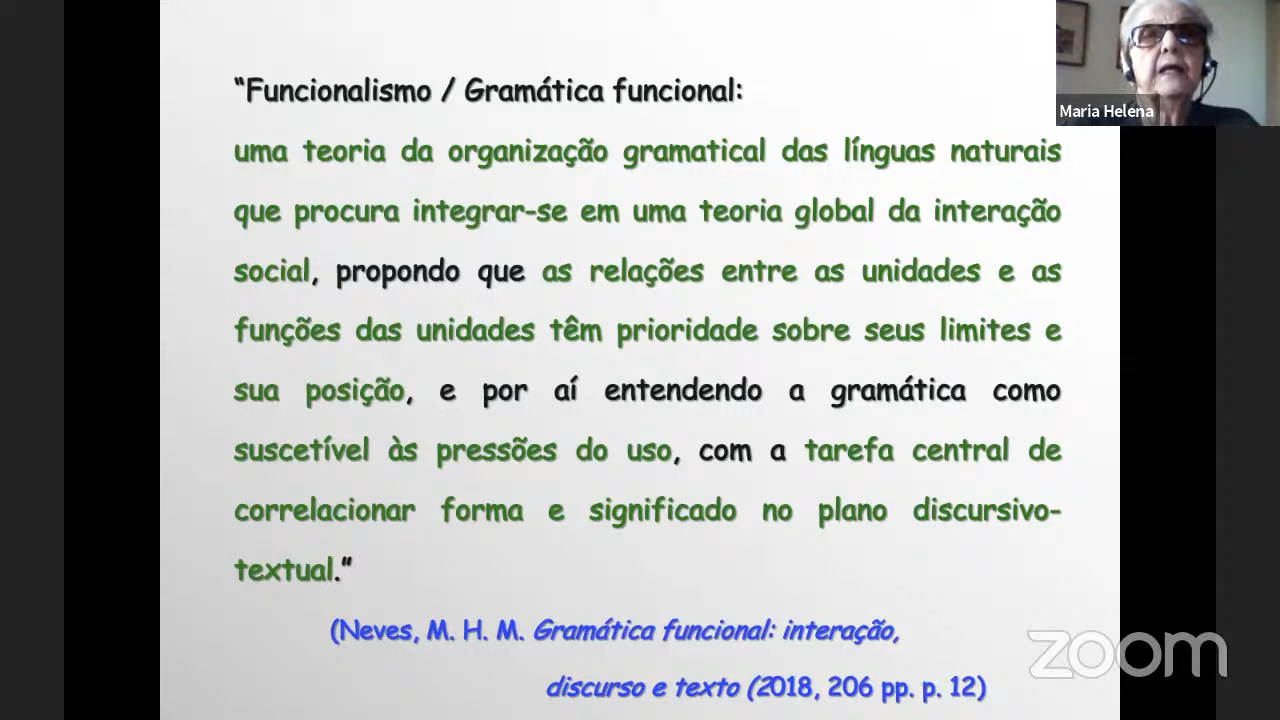 “Funcionalismo / Gramática funcional:
uma teoria da organização gramatical das línguas naturais
que procura integrar-se em uma teoria global da interação
social, propondo que as relações entre as unidades e as
funções das unidades têm prioridade sobre seus limites e
sua posição, e por aí entendendo a gramática como
suscetível às pressões do uso, com a tarefa central de
correlacionar forma e significado no plano discursivo-
textual.”
(Neves, M. H. M. Gramática funcional: interação,
discurso e texto (2018, 206 pp. p. 12)
Maria Helena
zoom